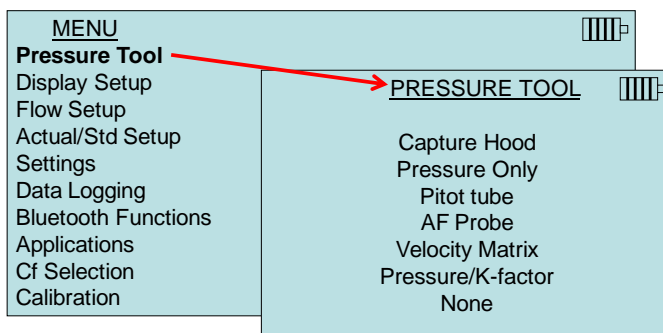 MENU
Pressure Tool
Display Setup
Flow Setup
Actual/Std Setup
Settings
Data Logging
Bluetooth Functions
Applications
Cf Selection
Calibration
PRESSURE TOOL
Capture Hood
Pressure Only
Pitot tube
AF Probe
Velocity Matrix
Pressure/K-factor
None